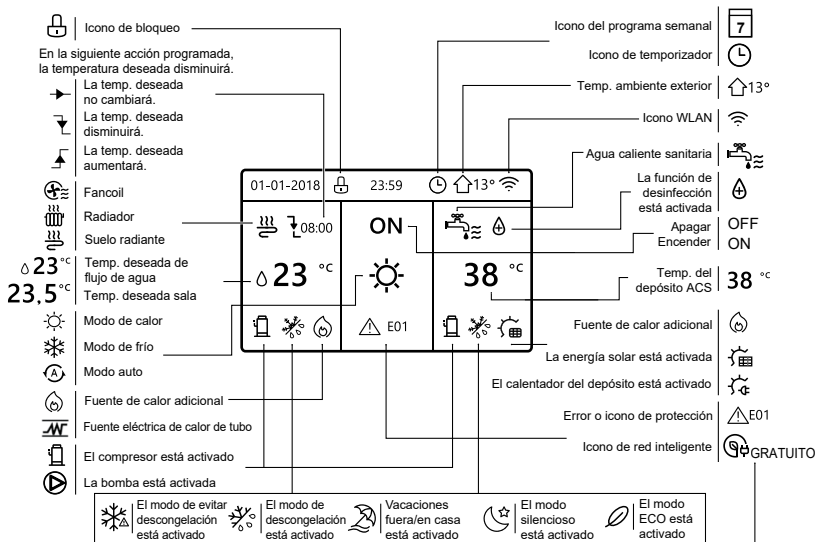 Icono de bloqueo
En la siguiente acción programada,
la temperatura deseada disminuirá.
La temp. deseada
no cambiará.
La temp. deseada
disminuirá.
La temp. deseada
aumentará.
Fancoil
Radiador
Suelo radiante
23°C
Temp. deseada de
flujo de agua
23,5°C
Temp. deseada sala
Modo de calor
Modo de frío
A
Modo auto
Fuente de calor adicional
Fuente eléctrica de calor de tubo
El compresor está activado
La bomba está activada
01-01-2018 23:59 13°
08:00
23 °C
ON
E01
38 °C
Icono del programa semanal
7
Icono de temporizador
Temp. ambiente exterior
13°
Icono WLAN
Agua caliente sanitaria
La función de
desinfección
está activada
Apagar OFF
Encender ON
Temp. del
depósito ACS
38 °C
Fuente de calor adicional
La energía solar está activada
El calentador del depósito está activado
Error o icono de protección
E01
Icono de red inteligente
GRATUITO
El modo de evitar
descongelación
está activado
El modo de
descongelación
está activado
Vacaciones
fuera/en casa
está activado
El modo
silencioso
está activado
El modo
ECO está
activado